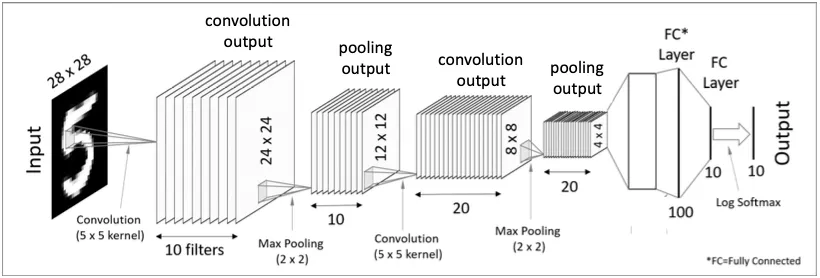 convolution
output
pooling
output
convolution
output
pooling
output
FC*
Layer
FC
Layer
28 x 28
Input
24 x 24
12 x 12
8 x 8
4 x 4
Output
Convolution
(5 x 5 kernel)
10 filters
Max Pooling
(2 x 2)
10
Convolution
(5 x 5 kernel)
20
Max Pooling
(2 x 2)
20
100
10
10
Log Softmax
*FC=Fully Connected